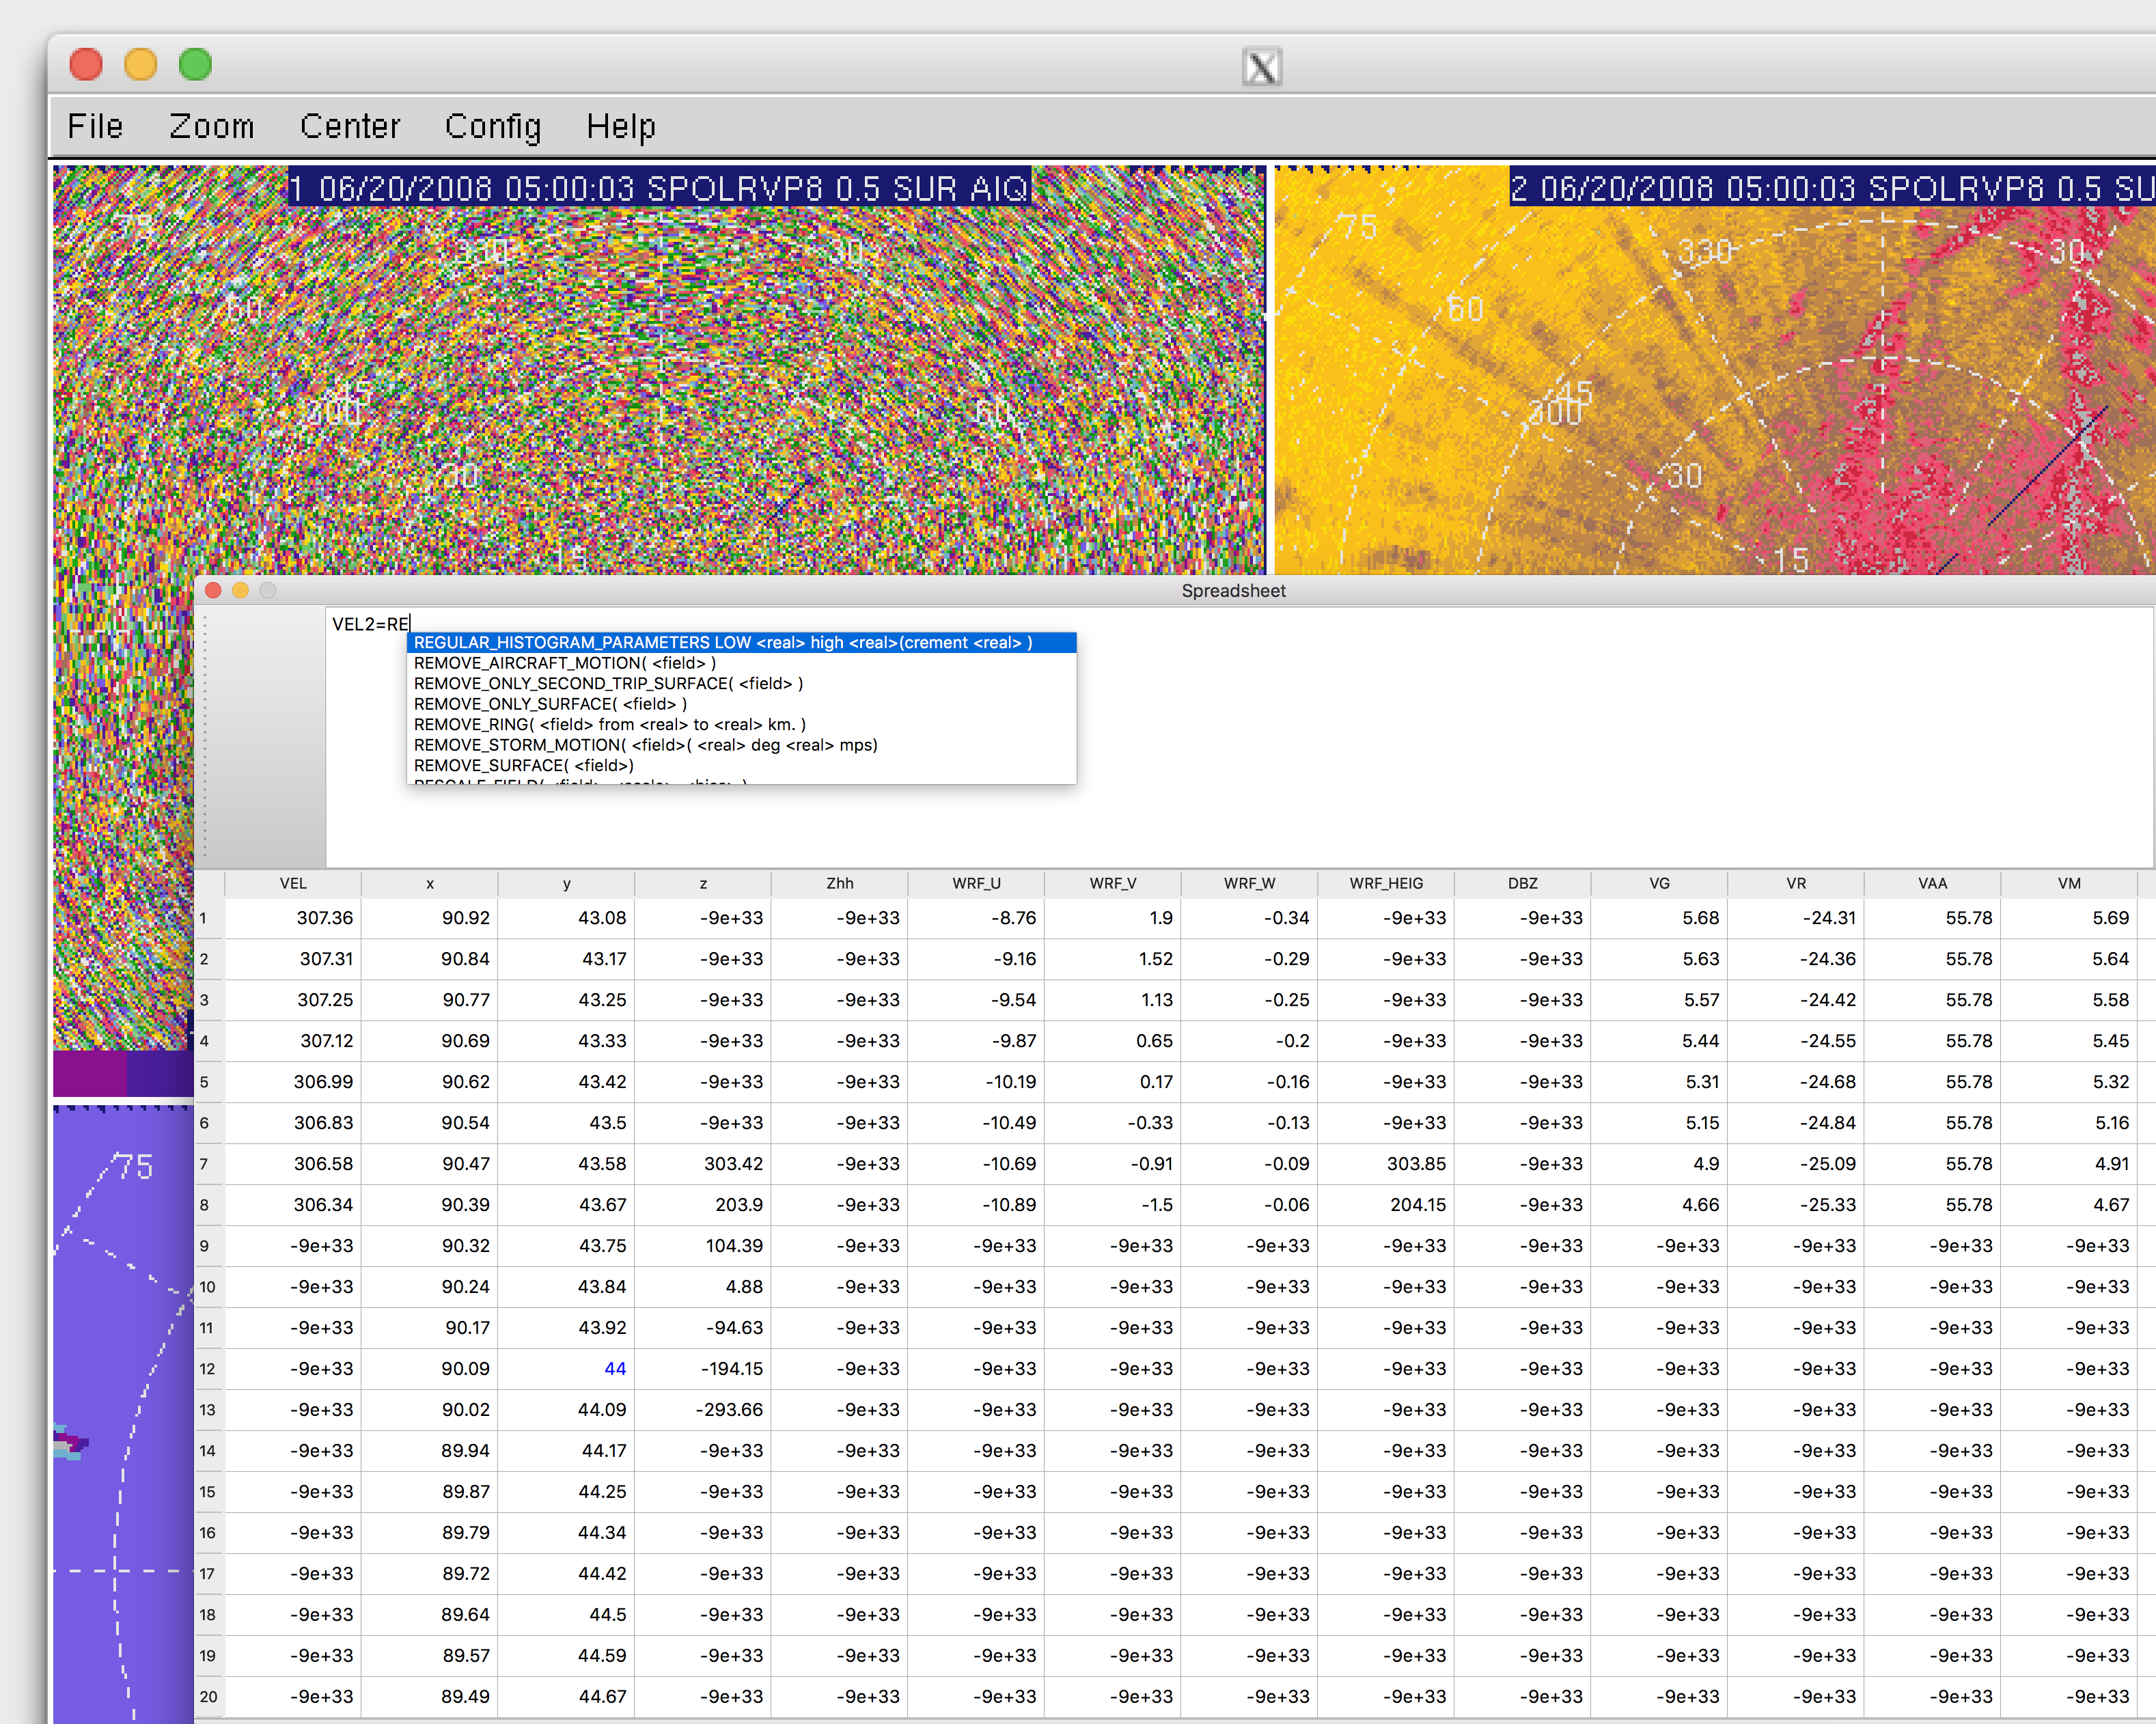 File Zoom Center Config Help
1 06/20/2008 05:00:03 SPOLRVP8 0.5 SUR AIQ
2 06/20/2008 05:00:03 SPOLRVP8 0.5 SU
75
330
30
60
45
300
60
30
15
75
330
30
60
45
300
30
15
Spreadsheet
VEL2=RE
REGULAR_HISTOGRAM_PARAMETERS LOW <real> high <real>(crement <real> )
REMOVE_AIRCRAFT_MOTION( <field> )
REMOVE_ONLY_SECOND_TRIP_SURFACE( <field> )
REMOVE_ONLY_SURFACE( <field> )
REMOVE_RING( <field> from <real> to <real> km. )
REMOVE_STORM_MOTION( <field>( <real> deg <real> mps)
REMOVE_SURFACE( <field>)
VEL x y z Zhh WRF_U WRF_V WRF_W WRF_HEIG DBZ VG VR VAA VM
1 307.36 90.92 43.08 -9e+33 -9e+33 -8.76 1.9 -0.34 -9e+33 -9e+33 5.68 -24.31 55.78 5.69
2 307.31 90.84 43.17 -9e+33 -9e+33 -9.16 1.52 -0.29 -9e+33 -9e+33 5.63 -24.36 55.78 5.64
3 307.25 90.77 43.25 -9e+33 -9e+33 -9.54 1.13 -0.25 -9e+33 -9e+33 5.57 -24.42 55.78 5.58
4 307.12 90.69 43.33 -9e+33 -9e+33 -9.87 0.65 -0.2 -9e+33 -9e+33 5.44 -24.55 55.78 5.45
5 306.99 90.62 43.42 -9e+33 -9e+33 -10.19 0.17 -0.16 -9e+33 -9e+33 5.31 -24.68 55.78 5.32
6 306.83 90.54 43.5 -9e+33 -9e+33 -10.49 -0.33 -0.13 -9e+33 -9e+33 5.15 -24.84 55.78 5.16
7 306.58 90.47 43.58 303.42 -9e+33 -10.69 -0.91 -0.09 303.85 -9e+33 4.9 -25.09 55.78 4.91
8 306.34 90.39 43.67 203.9 -9e+33 -10.89 -1.5 -0.06 204.15 -9e+33 4.66 -25.33 55.78 4.67
9 -9e+33 90.32 43.75 104.39 -9e+33 -9e+33 -9e+33 -9e+33 -9e+33 -9e+33 -9e+33 -9e+33 -9e+33 -9e+33
10 -9e+33 90.24 43.84 4.88 -9e+33 -9e+33 -9e+33 -9e+33 -9e+33 -9e+33 -9e+33 -9e+33 -9e+33 -9e+33
11 -9e+33 90.17 43.92 -94.63 -9e+33 -9e+33 -9e+33 -9e+33 -9e+33 -9e+33 -9e+33 -9e+33 -9e+33 -9e+33
12 -9e+33 90.09 44 -194.15 -9e+33 -9e+33 -9e+33 -9e+33 -9e+33 -9e+33 -9e+33 -9e+33 -9e+33 -9e+33
13 -9e+33 90.02 44.09 -293.66 -9e+33 -9e+33 -9e+33 -9e+33 -9e+33 -9e+33 -9e+33 -9e+33 -9e+33 -9e+33
14 -9e+33 89.94 44.17 -9e+33 -9e+33 -9e+33 -9e+33 -9e+33 -9e+33 -9e+33 -9e+33 -9e+33 -9e+33 -9e+33
15 -9e+33 89.87 44.25 -9e+33 -9e+33 -9e+33 -9e+33 -9e+33 -9e+33 -9e+33 -9e+33 -9e+33 -9e+33 -9e+33
16 -9e+33 89.79 44.34 -9e+33 -9e+33 -9e+33 -9e+33 -9e+33 -9e+33 -9e+33 -9e+33 -9e+33 -9e+33 -9e+33
17 -9e+33 89.72 44.42 -9e+33 -9e+33 -9e+33 -9e+33 -9e+33 -9e+33 -9e+33 -9e+33 -9e+33 -9e+33 -9e+33
18 -9e+33 89.64 44.5 -9e+33 -9e+33 -9e+33 -9e+33 -9e+33 -9e+33 -9e+33 -9e+33 -9e+33 -9e+33 -9e+33
19 -9e+33 89.57 44.59 -9e+33 -9e+33 -9e+33 -9e+33 -9e+33 -9e+33 -9e+33 -9e+33 -9e+33 -9e+33 -9e+33
20 -9e+33 89.49 44.67 -9e+33 -9e+33 -9e+33 -9e+33 -9e+33 -9e+33 -9e+33 -9e+33 -9e+33 -9e+33 -9e+33
75